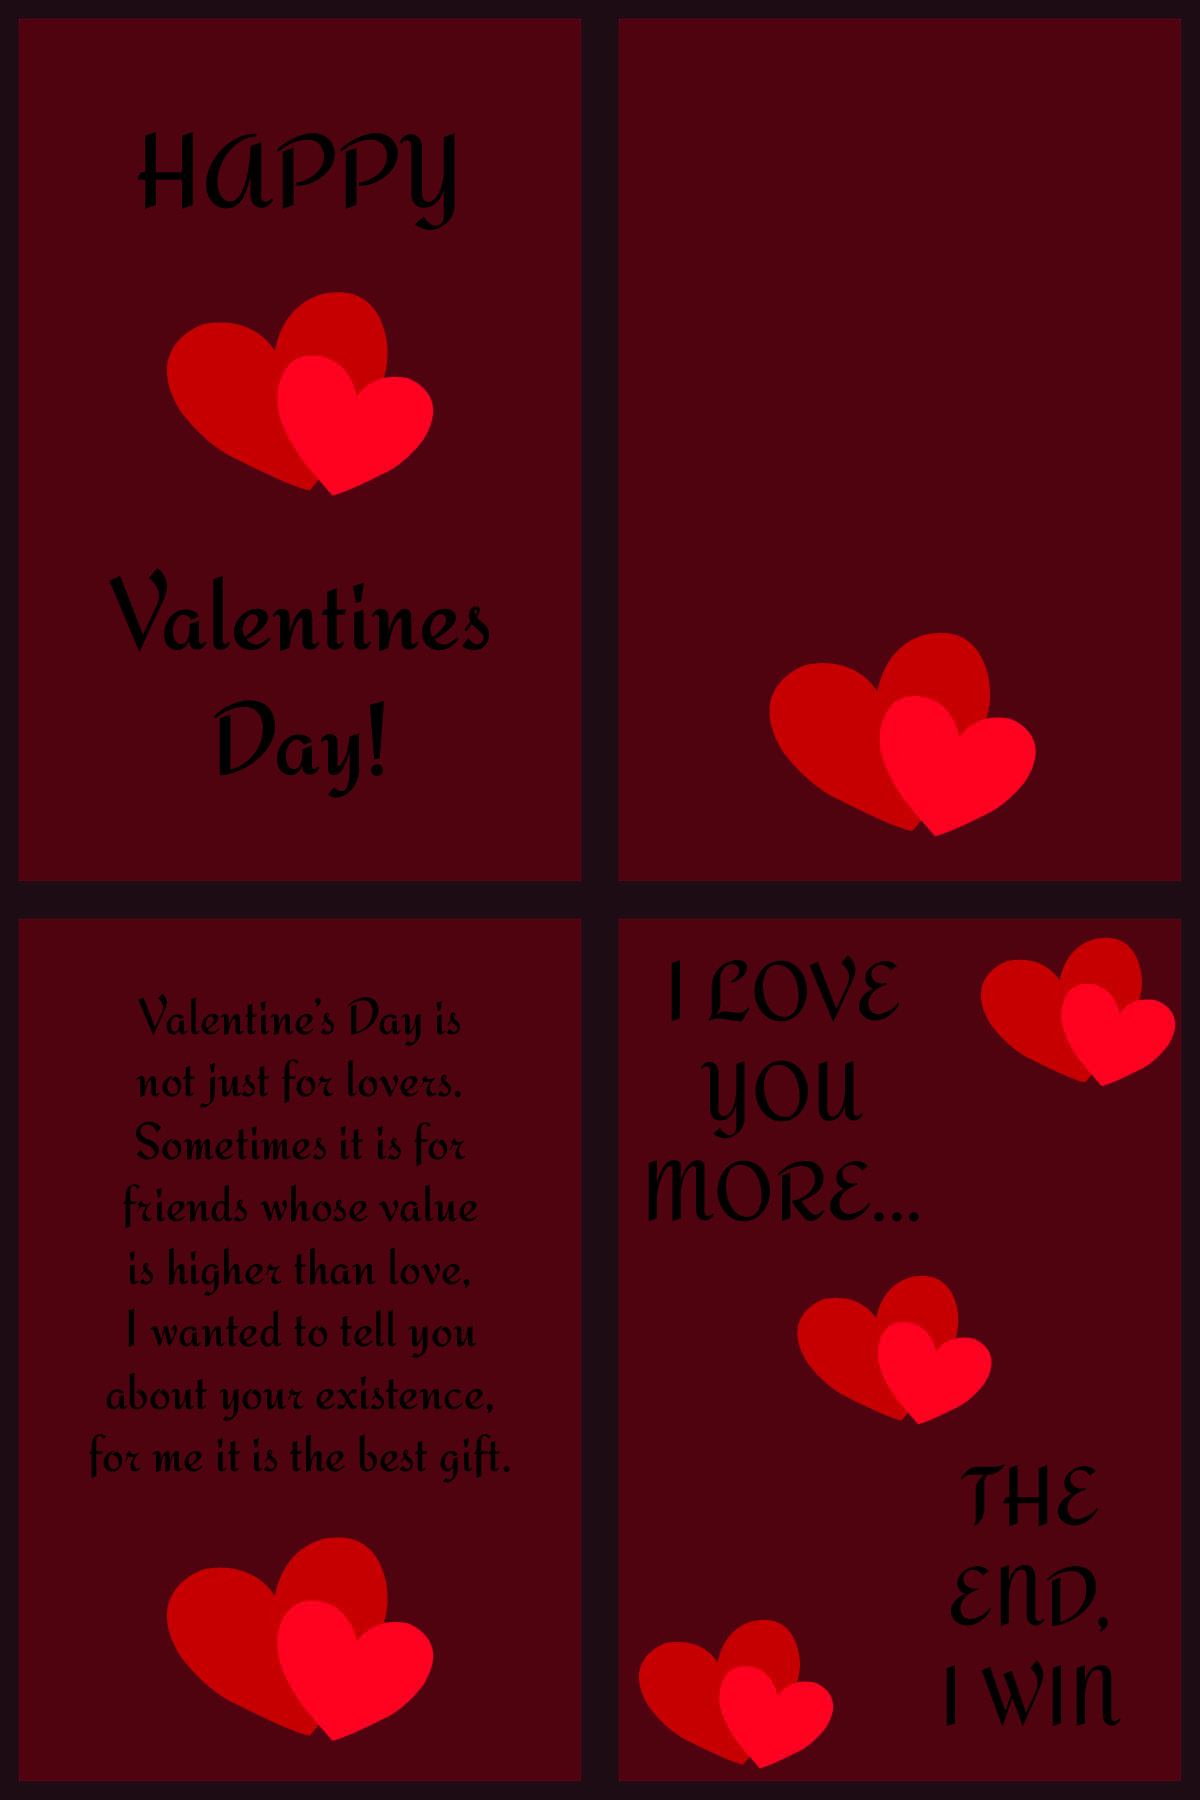 HAPPY
Valentines
Day!
Valentine's Day is
not just for lovers.
Sometimes it is for
friends whose value
is higher than love,
I wanted to tell you
about your existence,
for me it is the best gift.
I LOVE
YOU
MORE...
THE
END,
I WIN